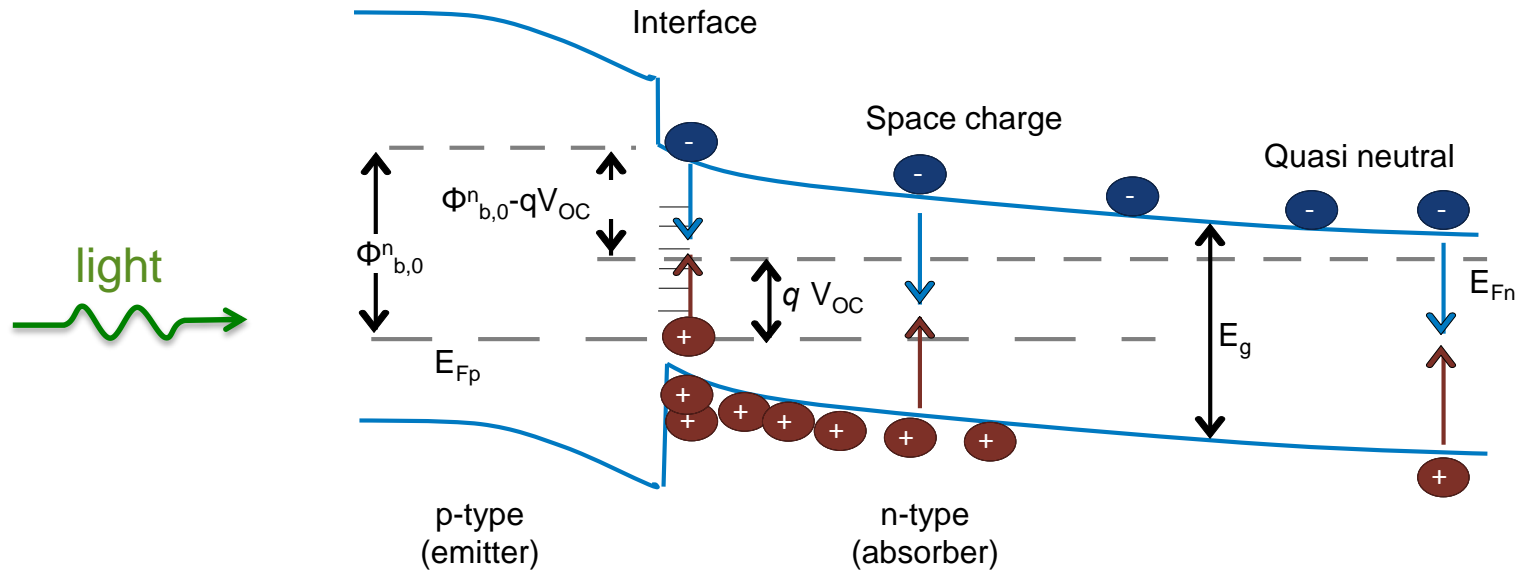 Interface
Space charge
Quasi neutral
-
-
-
-
-
Φⁿb,0-qVOC
Φⁿb,0
light
q VOC
EFn
Eg
EFp
+
+
+
+
+
+
+
+
+
p-type
(emitter)
n-type
(absorber)